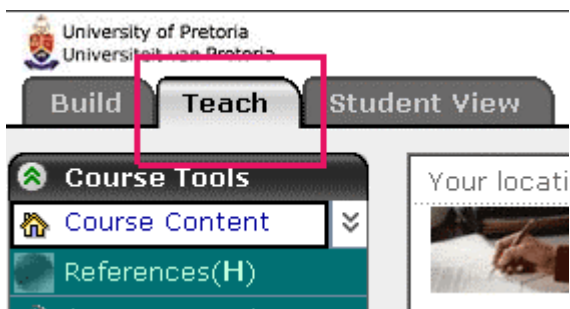 University of Pretoria
Universiteit van Pretoria
Build Teach Student View
Course Tools
Your locati
Course Content
References(H)